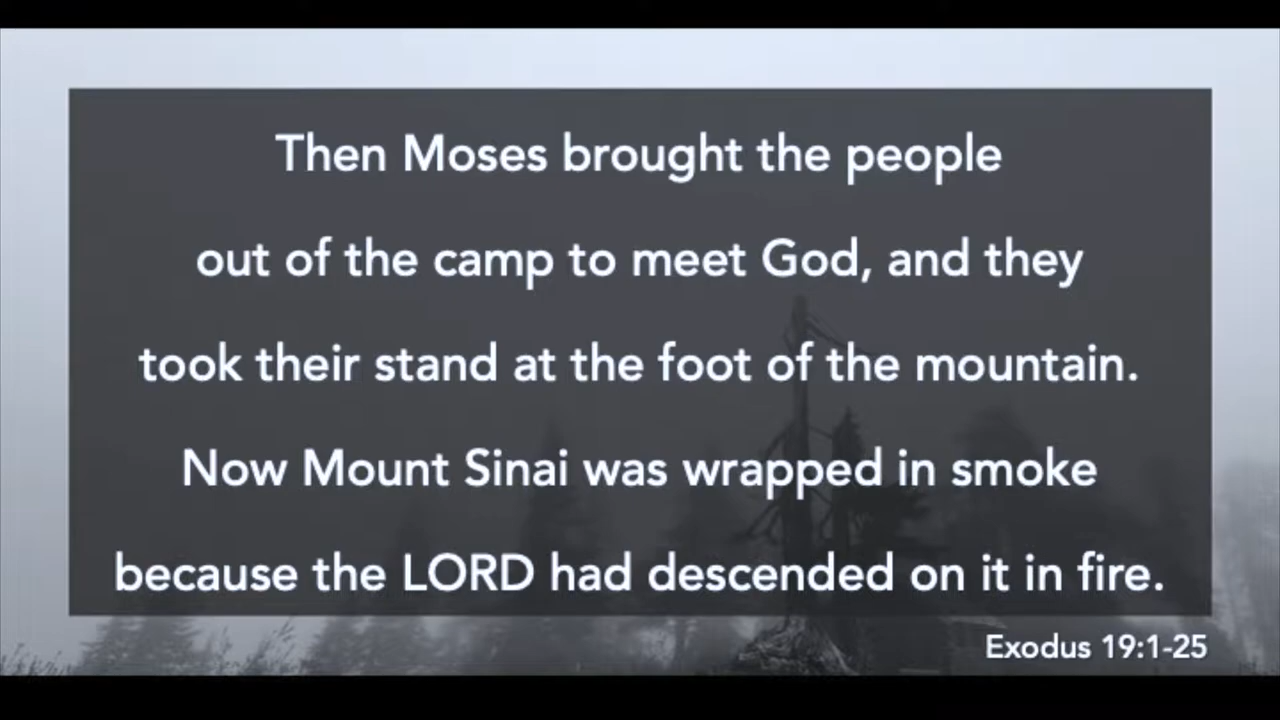 Then Moses brought the people
out of the camp to meet God, and they
took their stand at the foot of the mountain.
Now Mount Sinai was wrapped in smoke
because the LORD had descended on it in fire.
Exodus 19:1-25